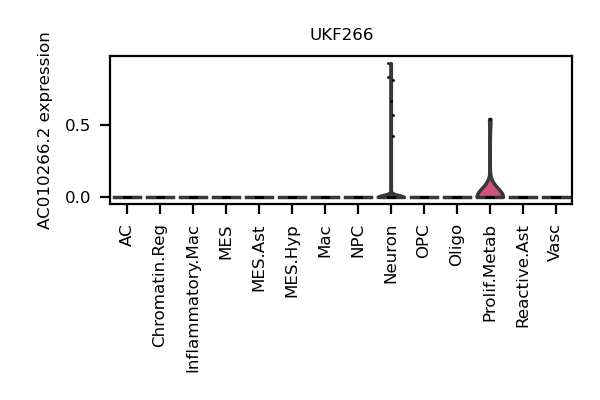 UKF266
AC010266.2 expression
0.5
0.0
AC
Chromatin.Reg
Inflammatory.Mac
MES
MES.Ast
MES.Hyp
Mac
NPC
Neuron
OPC
Oligo
Prolif.Metab
Reactive.Ast
Vasc